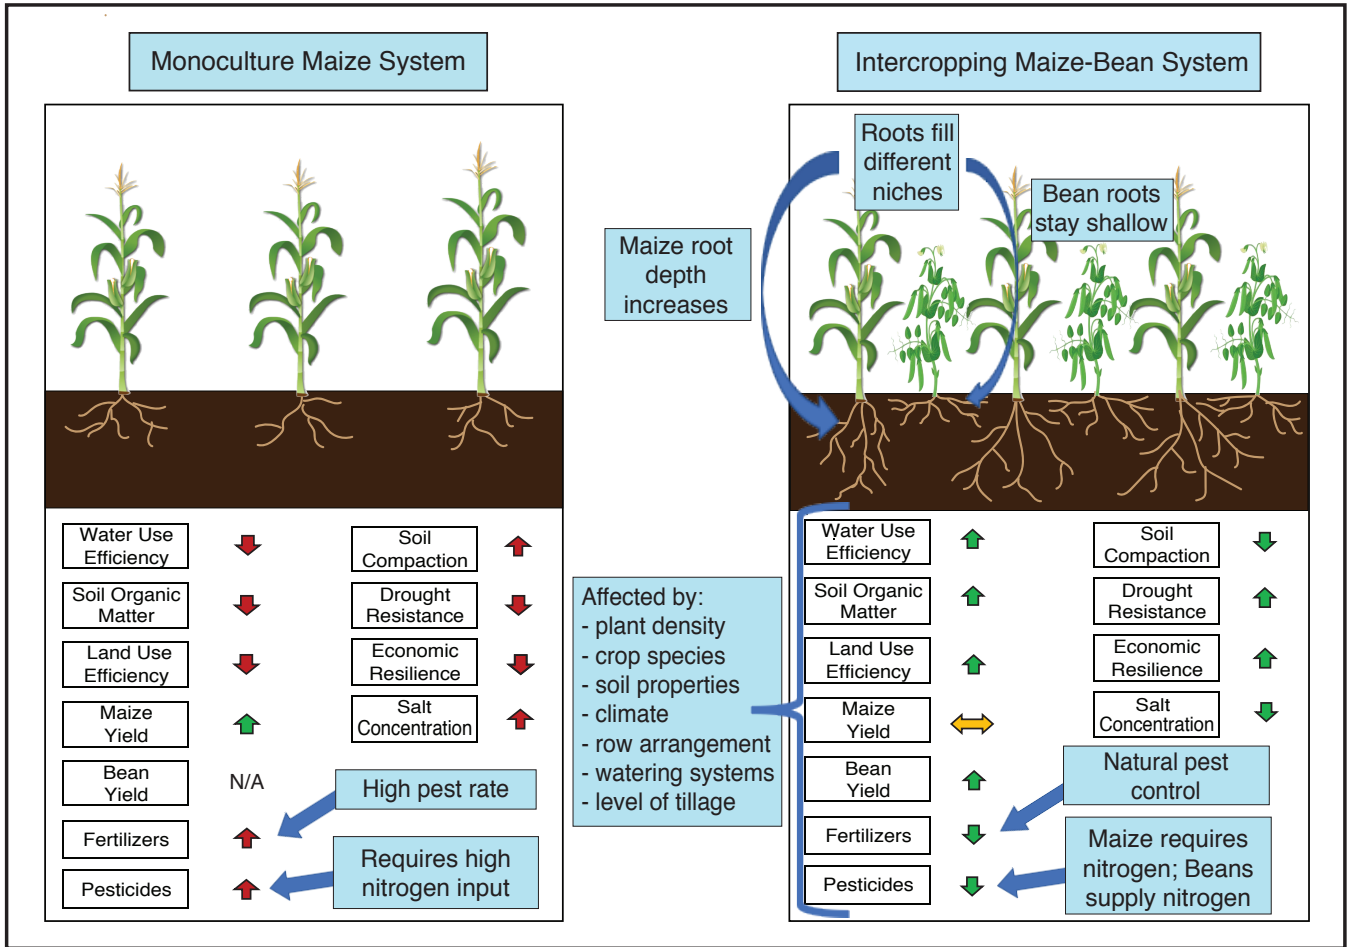 Monoculture Maize System
Water Use
Efficiency
Soil
Compaction
Soil Organic
Matter
Drought
Resistance
Land Use
Efficiency
Economic
Resilience
Maize
Yield
Salt
Concentration
Bean
Yield
N/A
High pest rate
Fertilizers
Requires high
nitrogen input
Pesticides
Intercropping Maize-Bean System
Roots fill
different
niches
Bean roots
stay shallow
Maize root
depth
increases
Affected by:
- plant density
- crop species
- soil properties
- climate
- row arrangement
- watering systems
- level of tillage
Water Use
Efficiency
Soil
Compaction
Soil Organic
Matter
Drought
Resistance
Land Use
Efficiency
Economic
Resilience
Maize
Yield
Salt
Concentration
Bean
Yield
Natural pest
control
Fertilizers
Maize requires
nitrogen; Beans
supply nitrogen
Pesticides